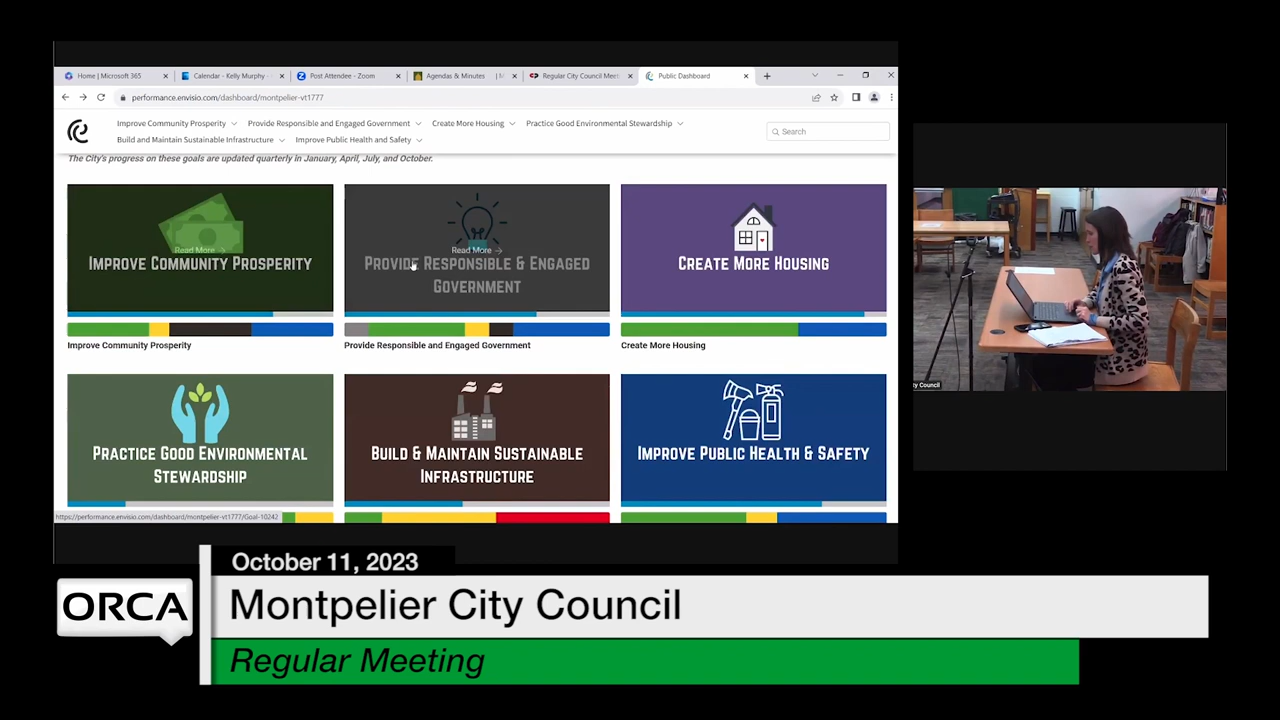 Home | Microsoft 365
Calendar - Kelly Murphy -
Post Attendee - Zoom
Agendas & Minutes
Regular City Council Meet
Public Dashboard
performance.envisio.com/dashboard/montpelier-vt1777
Improve Community Prosperity
Provide Responsible and Engaged Government
Create More Housing
Practice Good Environmental Stewardship
Build and Maintain Sustainable Infrastructure
Improve Public Health and Safety
Search
The City's progress on these goals are updated quarterly in January, April, July, and October.
Read More →
IMPROVE COMMUNITY PROSPERITY
Read More →
PROVIDE RESPONSIBLE & ENGAGED
GOVERNMENT
CREATE MORE HOUSING
Improve Community Prosperity
Provide Responsible and Engaged Government
Create More Housing
PRACTICE GOOD ENVIRONMENTAL
STEWARDSHIP
BUILD & MAINTAIN SUSTAINABLE
INFRASTRUCTURE
IMPROVE PUBLIC HEALTH & SAFETY
https://performance.envisio.com/dashboard/montpelier-vt1777/Goal-10242
ty Council
October 11, 2023
ORCA
Montpelier City Council
Regular Meeting